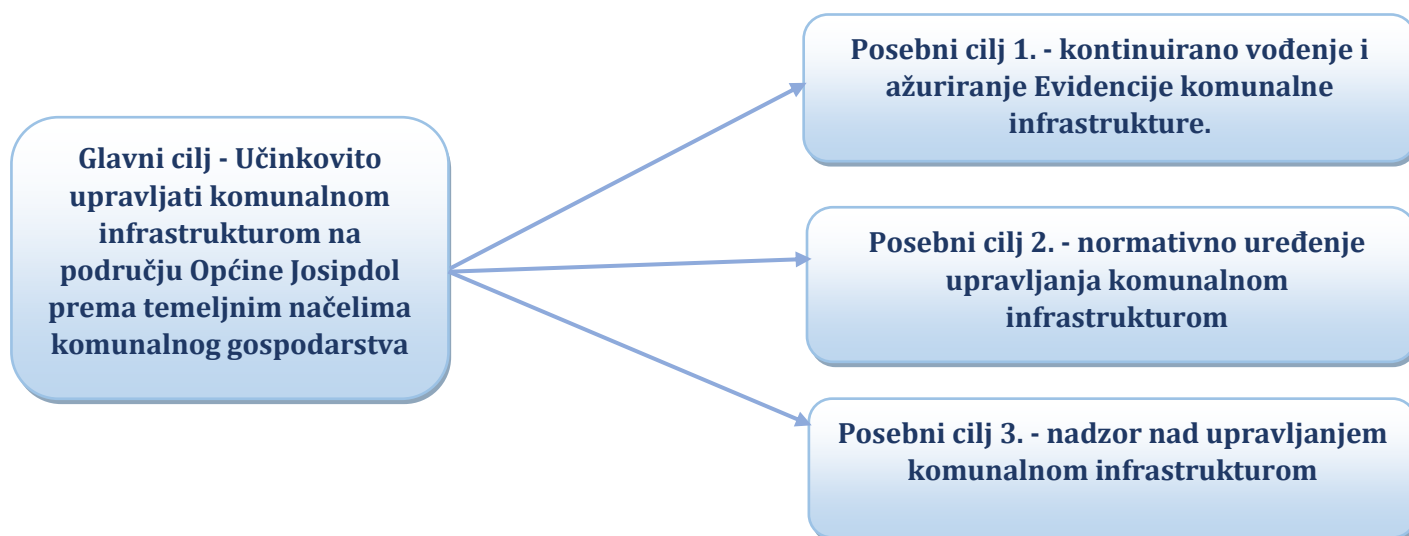 Glavni cilj - Učinkovito
upravljati komunalnom
infrastrukturom na
području Općine Josipdol
prema temeljnim načelima
komunalnog gospodarstva
Posebni cilj 1. - kontinuirano vođenje i
ažuriranje Evidencije komunalne
infrastrukture.
Posebni cilj 2. - normativno uređenje
upravljanja komunalnom
infrastrukturom
Posebni cilj 3. - nadzor nad upravljanjem
komunalnom infrastrukturom